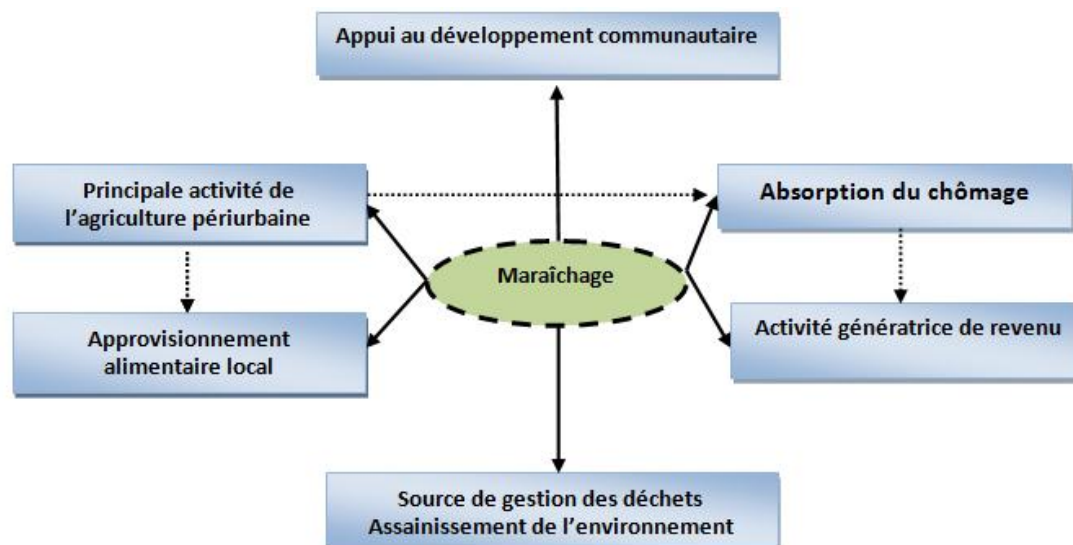 Appui au développement communautaire
Principale activité de
l'agriculture périurbaine
Absorption du chômage
Maraîchage
Approvisionnement
alimentaire local
Activité génératrice de revenu
Source de gestion des déchets
Assainissement de l'environnement